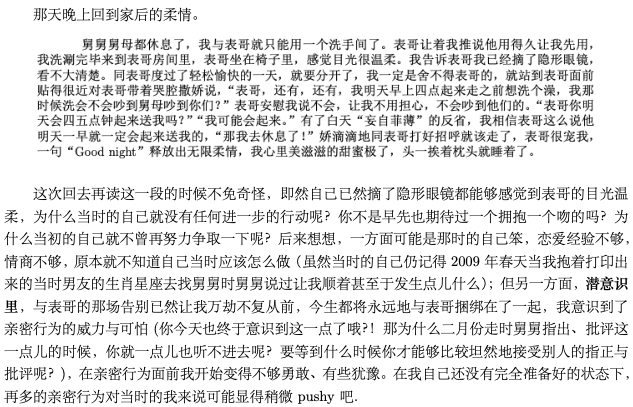 那天晚上回到家后的柔情。
舅舅舅母都休息了，我与表哥就只能用一个洗手间了。表哥让着我推说他用得久让我先用，
我洗漱完毕来到表哥房间里，表哥坐在椅子里，感觉目光很温柔。我告诉表哥我已经摘了隐形眼镜，
看不大清楚。同表哥度过了轻松愉快的一天，就要分开了，我一定是舍不得表哥的，就站到表哥面前
贴得很近对表哥带着哭腔撒娇说，“表哥，还有，还有，我明天早上四点起来走之前想洗个澡，我那
时候洗会不会吵到舅母吵到你们？” 表哥安慰我说不会，让我不用担心，不会吵到他们的。“表哥你明
天会四五点钟起来送我吗？”“我可能会起来。” 有了白天 “妄自菲薄” 的反省，我相信表哥这么说他
明天一早就一定会起来送我的，“那我去休息了！” 娇滴滴地同表哥打好招呼就该走了，表哥很宠我，
一句 “Good night” 释放出无限柔情，我心里美滋滋的甜蜜极了，头一挨着枕头就睡着了。
这次回去再读这一段的时候不免奇怪，即然自己已然摘了隐形眼镜都能够感觉到表哥的目光温
柔，为什么当时的自己就没有任何进一步的行动呢？你不是早先也期待过一个拥抱一个吻的吗？为
什么当初的自己就不曾再努力争取一下呢？后来想想，一方面可能是那时的自己笨，恋爱经验不够，
情商不够，原本就不知道自己当时应该怎么做 (虽然当时的自己仍记得 2009 年春天当我抱着打印出
来的当时男友的生肖星座去找舅舅时舅舅说过让我顺着甚至于发生点儿什么)；但另一方面，潜意识
里，与表哥的那场告别已然让我万劫不复从前，今生都将永远地与表哥捆绑在了一起，我意识到了
亲密行为的威力与可怕 (你今天也终于意识到这一点了哦?！那为什么二月份走时舅舅指出、批评这
一点儿的时候，你就一点儿也听不进去呢？要等到什么时候你才能够比较坦然地接受别人的指正与
批评呢？)，在亲密行为面前我开始变得不够勇敢、有些犹豫。在我自己还没有完全准备好的状态下，
再多的亲密行为对当时的我来说可能显得稍微 pushy 吧.